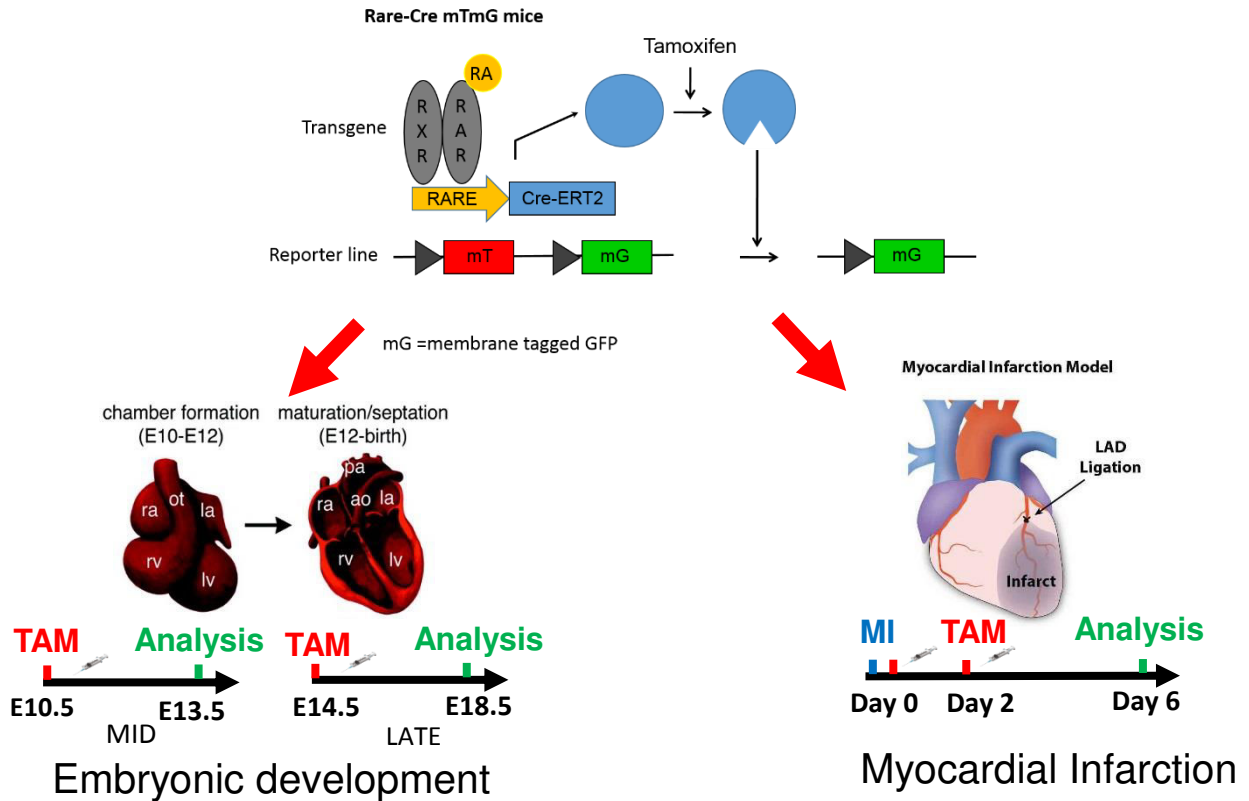 Rare-Cre mTmG mice
Tamoxifen
RA
Transgene
R
X
R
R
A
R
RARE
Cre-ERT2
Reporter line
mT
mG
mG
mG =membrane tagged GFP
chamber formation
(E10-E12)
maturation/septation
(E12-birth)
ra
ot
la
rv
lv
pa
ra
ao
la
rv
lv
TAM
Analysis
E10.5
E13.5
MID
TAM
Analysis
E14.5
E18.5
LATE
Embryonic development
Myocardial Infarction Model
LAD
Ligation
Infarct
MI
TAM
Analysis
Day 0
Day 2
Day 6
Myocardial Infarction